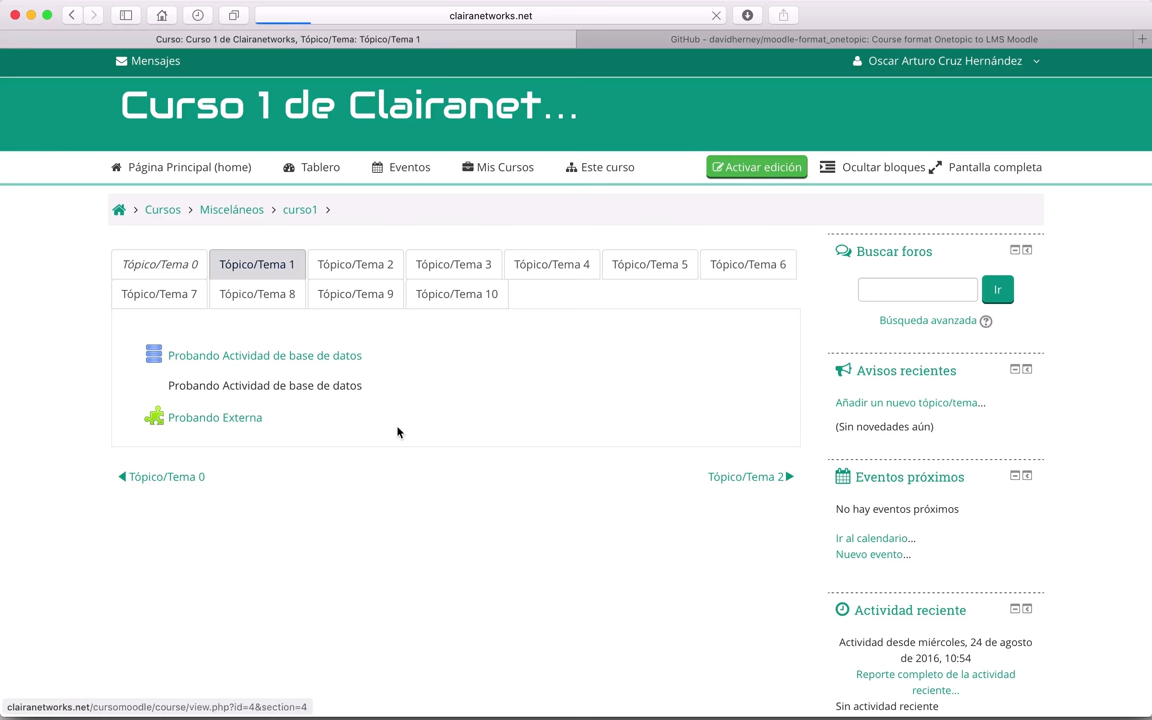 clairanetworks.net
Curso: Curso 1 de Clairanetworks, Tópico/Tema: Tópico/Tema 1
GitHub - davidherney/moodle-format_onetopic: Course format Onetopic to LMS Moodle
Mensajes
Oscar Arturo Cruz Hernández
Curso 1 de Clairanet...
Página Principal (home) Tablero Eventos Mis Cursos Este curso Activar edición Ocultar bloques Pantalla completa
Cursos Misceláneos curso1
Tópico/Tema 0 Tópico/Tema 1 Tópico/Tema 2 Tópico/Tema 3 Tópico/Tema 4 Tópico/Tema 5 Tópico/Tema 6
Tópico/Tema 7 Tópico/Tema 8 Tópico/Tema 9 Tópico/Tema 10
Probando Actividad de base de datos
Probando Actividad de base de datos
Probando Externa
Tópico/Tema 0
Tópico/Tema 2
Buscar foros
Ir
Búsqueda avanzada
Avisos recientes
Añadir un nuevo tópico/tema...
(Sin novedades aún)
Eventos próximos
No hay eventos próximos
Ir al calendario...
Nuevo evento...
Actividad reciente
Actividad desde miércoles, 24 de agosto
de 2016, 10:54
Reporte completo de la actividad
reciente...
Sin actividad reciente
clairanetworks.net/cursomoodle/course/view.php?id=4&section=4